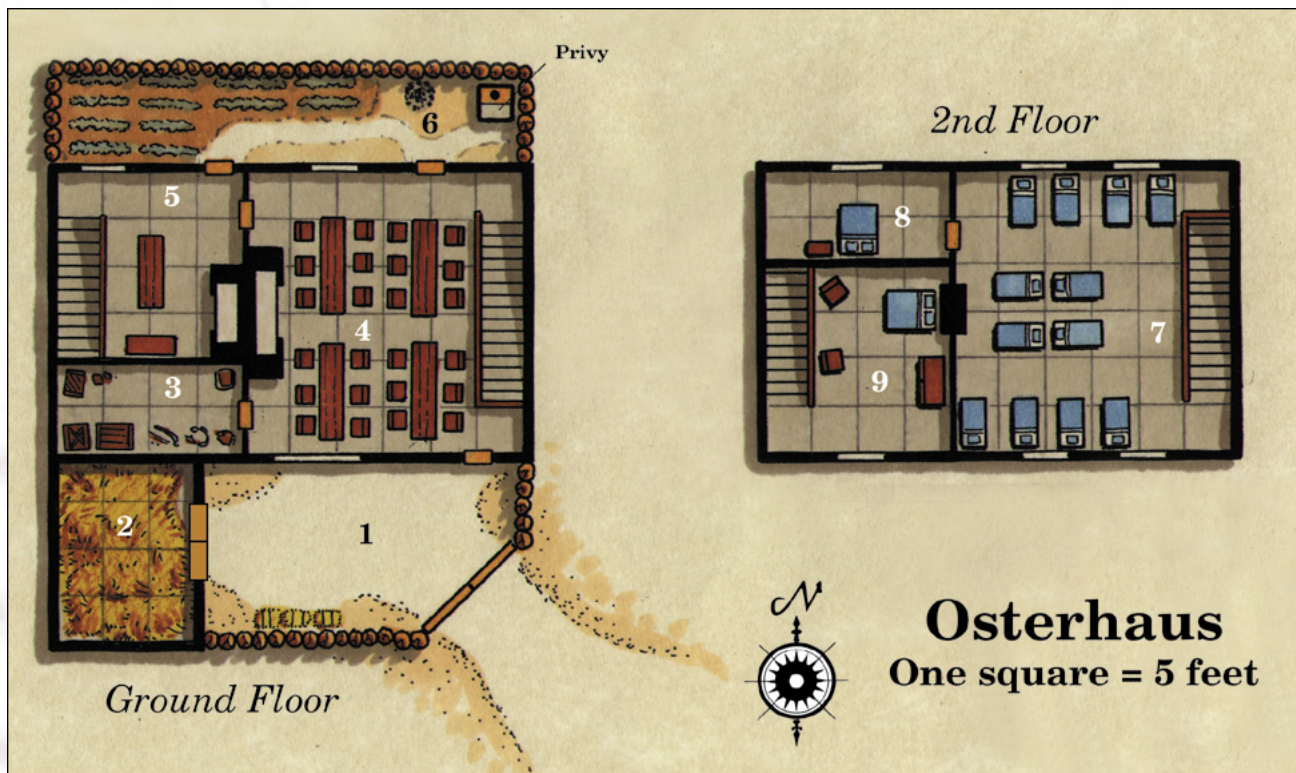 Privy
6
2nd Floor
5
8
4
7
3
9
2
1
N
Osterhaus
One square = 5 feet
Ground Floor